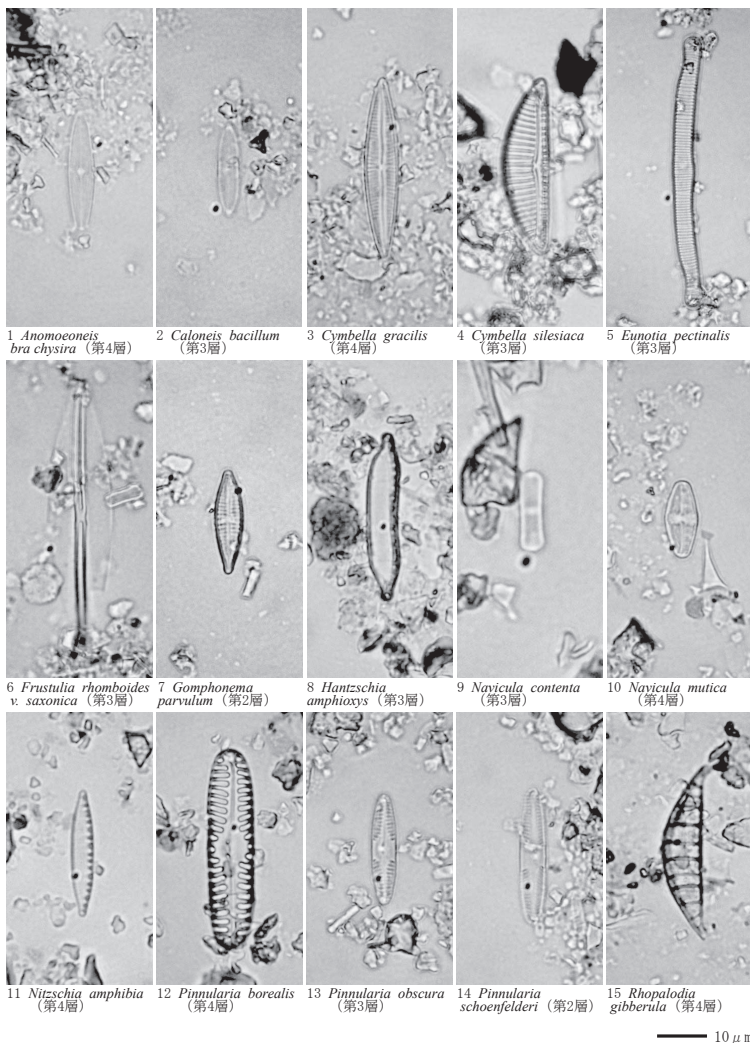 1 Anomoeoneis
bra chysira（第4層）
2 Caloneis bacillum
（第3層）
3 Cymbella gracilis
（第4層）
4 Cymbella silesiaca
（第3層）
5 Eunotia pectinalis
（第3層）
6 Frustulia rhomboides
v. saxonica（第3層）
7 Gomphonema
parvulum（第2層）
8 Hantzschia
amphioxys（第3層）
9 Navicula contenta
（第3層）
10 Navicula mutica
（第4層）
11 Nitzschia amphibia
（第4層）
12 Pinnularia borealis
（第4層）
13 Pinnularia obscura
（第3層）
14 Pinnularia
schoenfelderi（第2層）
15 Rhopalodia
gibberula（第4層）
10μm